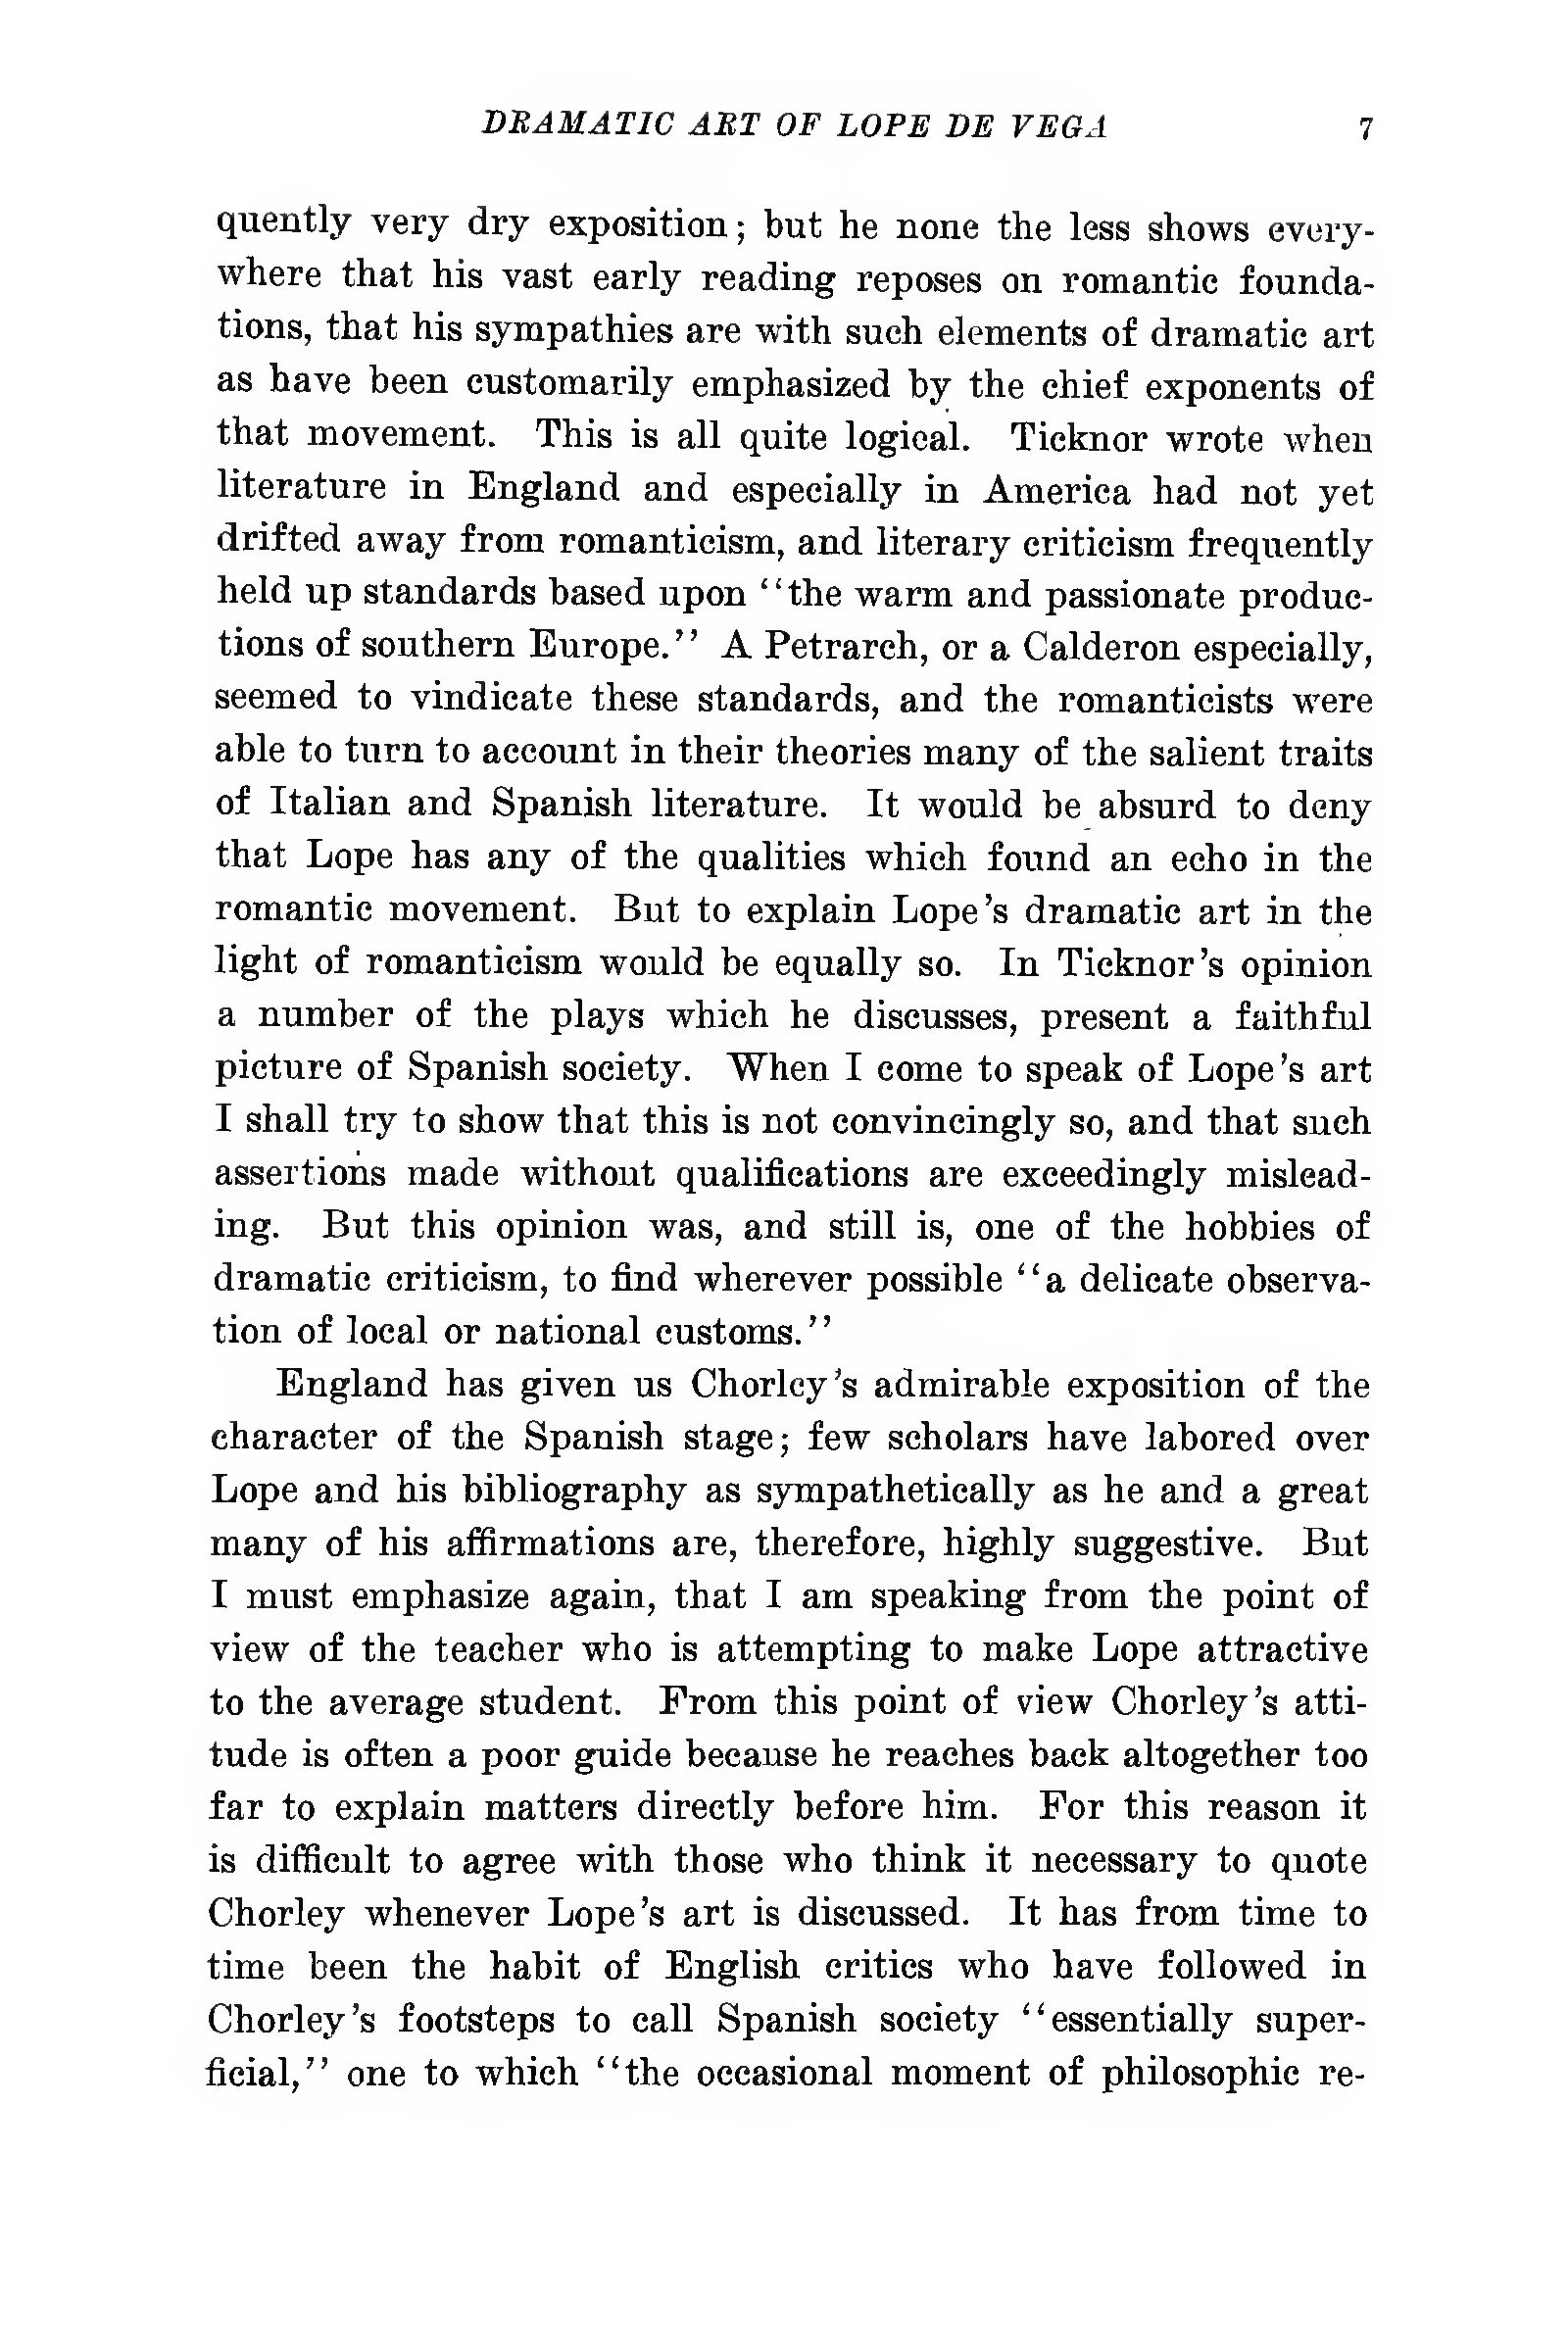 DRAMATIC ART OF LOPE DE VEGA 7
quently very dry exposition; but he none the less shows every-
where that his vast early reading reposes on romantic founda-
tions, that his sympathies are with such elements of dramatic art
as have been customarily emphasized by the chief exponents of
that movement. This is all quite logical. Ticknor wrote when
literature in England and especially in America had not yet
drifted away from romanticism, and literary criticism frequently
held up standards based upon "the warm and passionate produc-
tions of southern Europe." A Petrarch, or a Calderon especially,
seemed to vindicate these standards, and the romanticists were
able to turn to account in their theories many of the salient traits
of Italian and Spanish literature. It would be absurd to deny
that Lope has any of the qualities which found an echo in the
romantic movement. But to explain Lope's dramatic art in the
light of romanticism would be equally so. In Ticknor's opinion
a number of the plays which he discusses, present a faithful
picture of Spanish society. When I come to speak of Lope's art
I shall try to show that this is not convincingly so, and that such
assertions made without qualifications are exceedingly mislead-
ing. But this opinion was, and still is, one of the hobbies of
dramatic criticism, to find wherever possible "a delicate observa-
tion of local or national customs."
England has given us Chorley's admirable exposition of the
character of the Spanish stage; few scholars have labored over
Lope and his bibliography as sympathetically as he and a great
many of his affirmations are, therefore, highly suggestive. But
I must emphasize again, that I am speaking from the point of
view of the teacher who is attempting to make Lope attractive
to the average student. From this point of view Chorley's atti-
tude is often a poor guide because he reaches back altogether too
far to explain matters directly before him. For this reason it
is difficult to agree with those who think it necessary to quote
Chorley whenever Lope's art is discussed. It has from time to
time been the habit of English critics who have followed in
Chorley's footsteps to call Spanish society "essentially super-
ficial," one to which "the occasional moment of philosophic re-